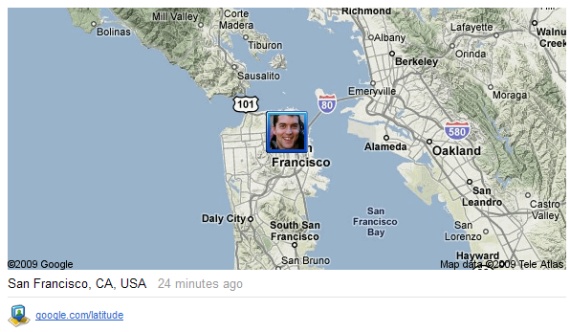 Richmond
Mill Valley
Corte
Madera
Bolinas
Tiburon
Albany
Lafayette
Walnut
Creek
Berkeley
Orinda
Sausalito
Emeryville
Moraga
101
80
580
Alameda
Oakland
Francisco
San
Leandro
Daly City
South San
Francisco
San
Francisco
Bay
Castro
Valley
San
Lorenzo
San Bruno
Hayward
©2009 Google
Map data ©2009 Tele Atlas
San Francisco, CA, USA 24 minutes ago
google.com/latitude